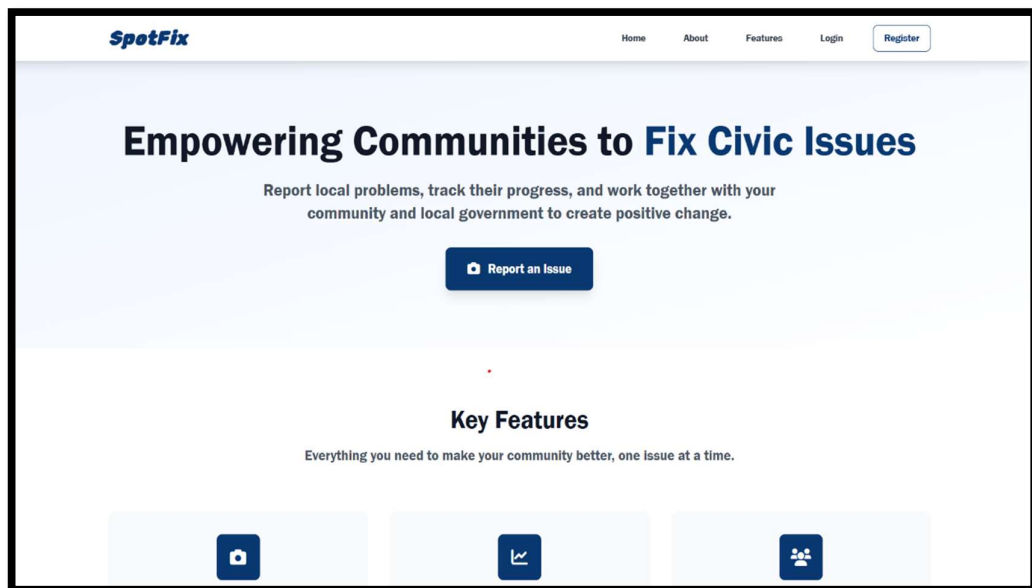 SpotFix
Home About Features Login Register
Empowering Communities to Fix Civic Issues
Report local problems, track their progress, and work together with your
community and local government to create positive change.
Report an Issue
Key Features
Everything you need to make your community better, one issue at a time.